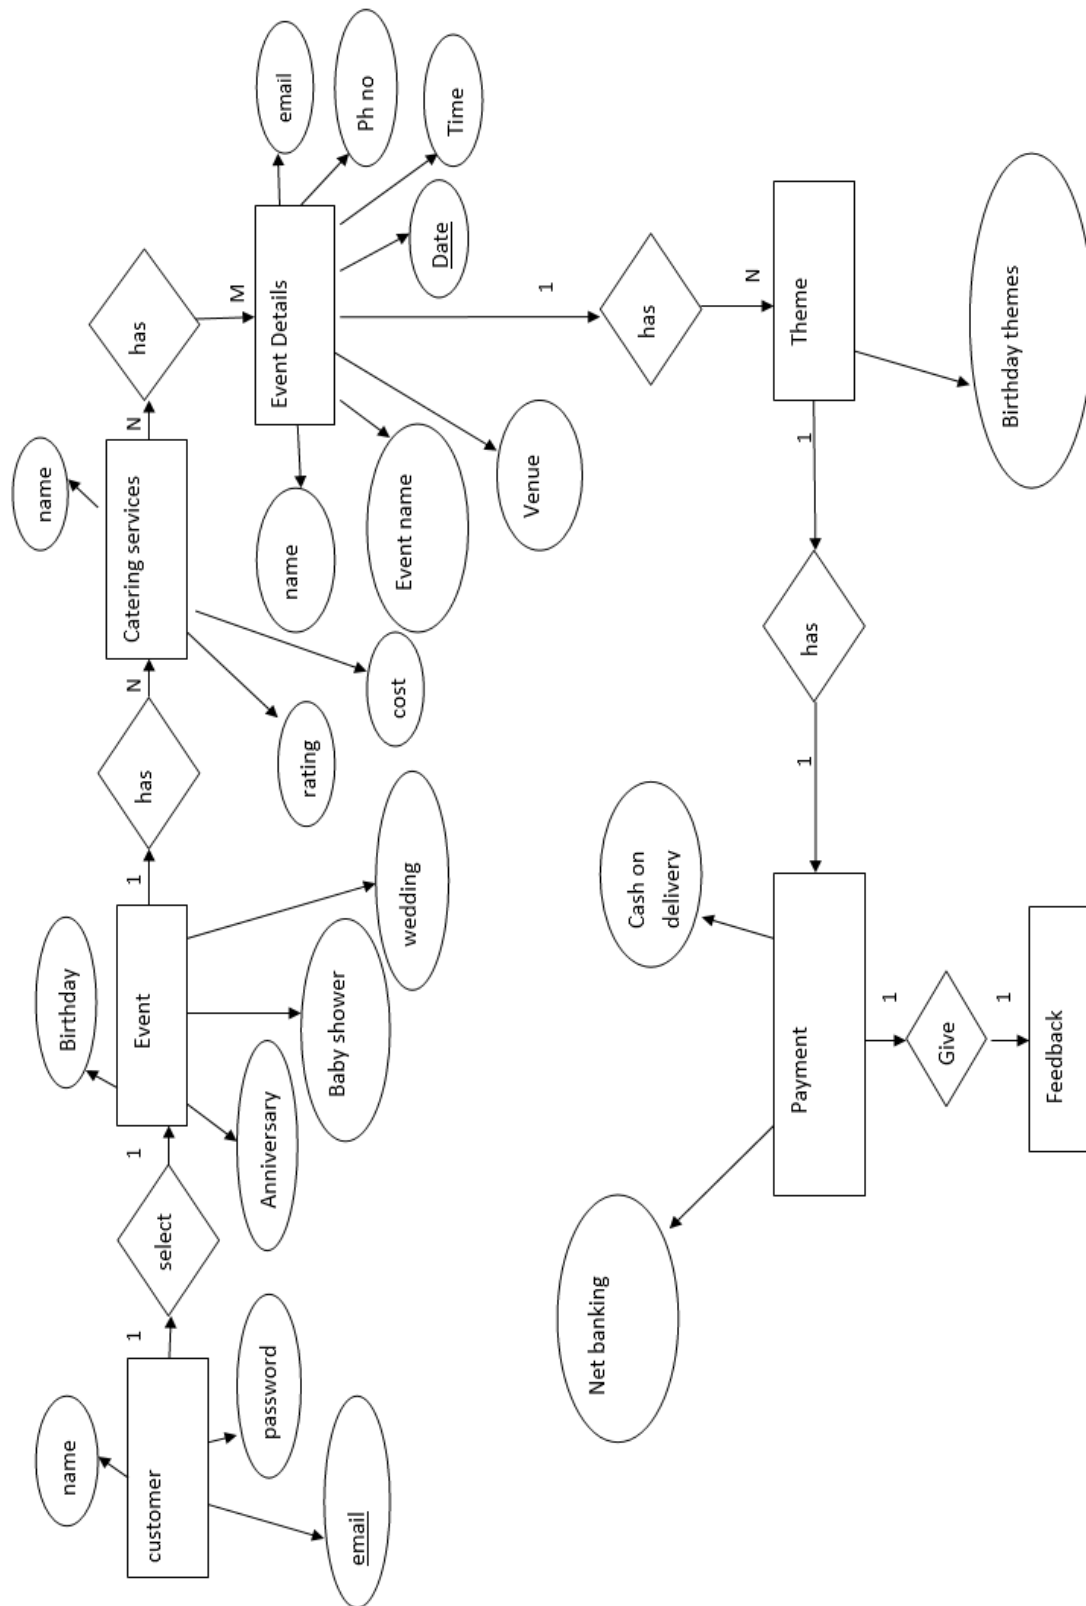 name
customer
password
email
1
select
1
Birthday
Event
Anniversary
Baby shower
wedding
1
has
N
name
Catering services
rating
cost
N
has
M
Event Details
name
Event name
Venue
Date
Time
Ph no
email
1
has
N
Theme
Birthday themes
1
has
1
Payment
Cash on
delivery
Net banking
1
Give
1
Feedback